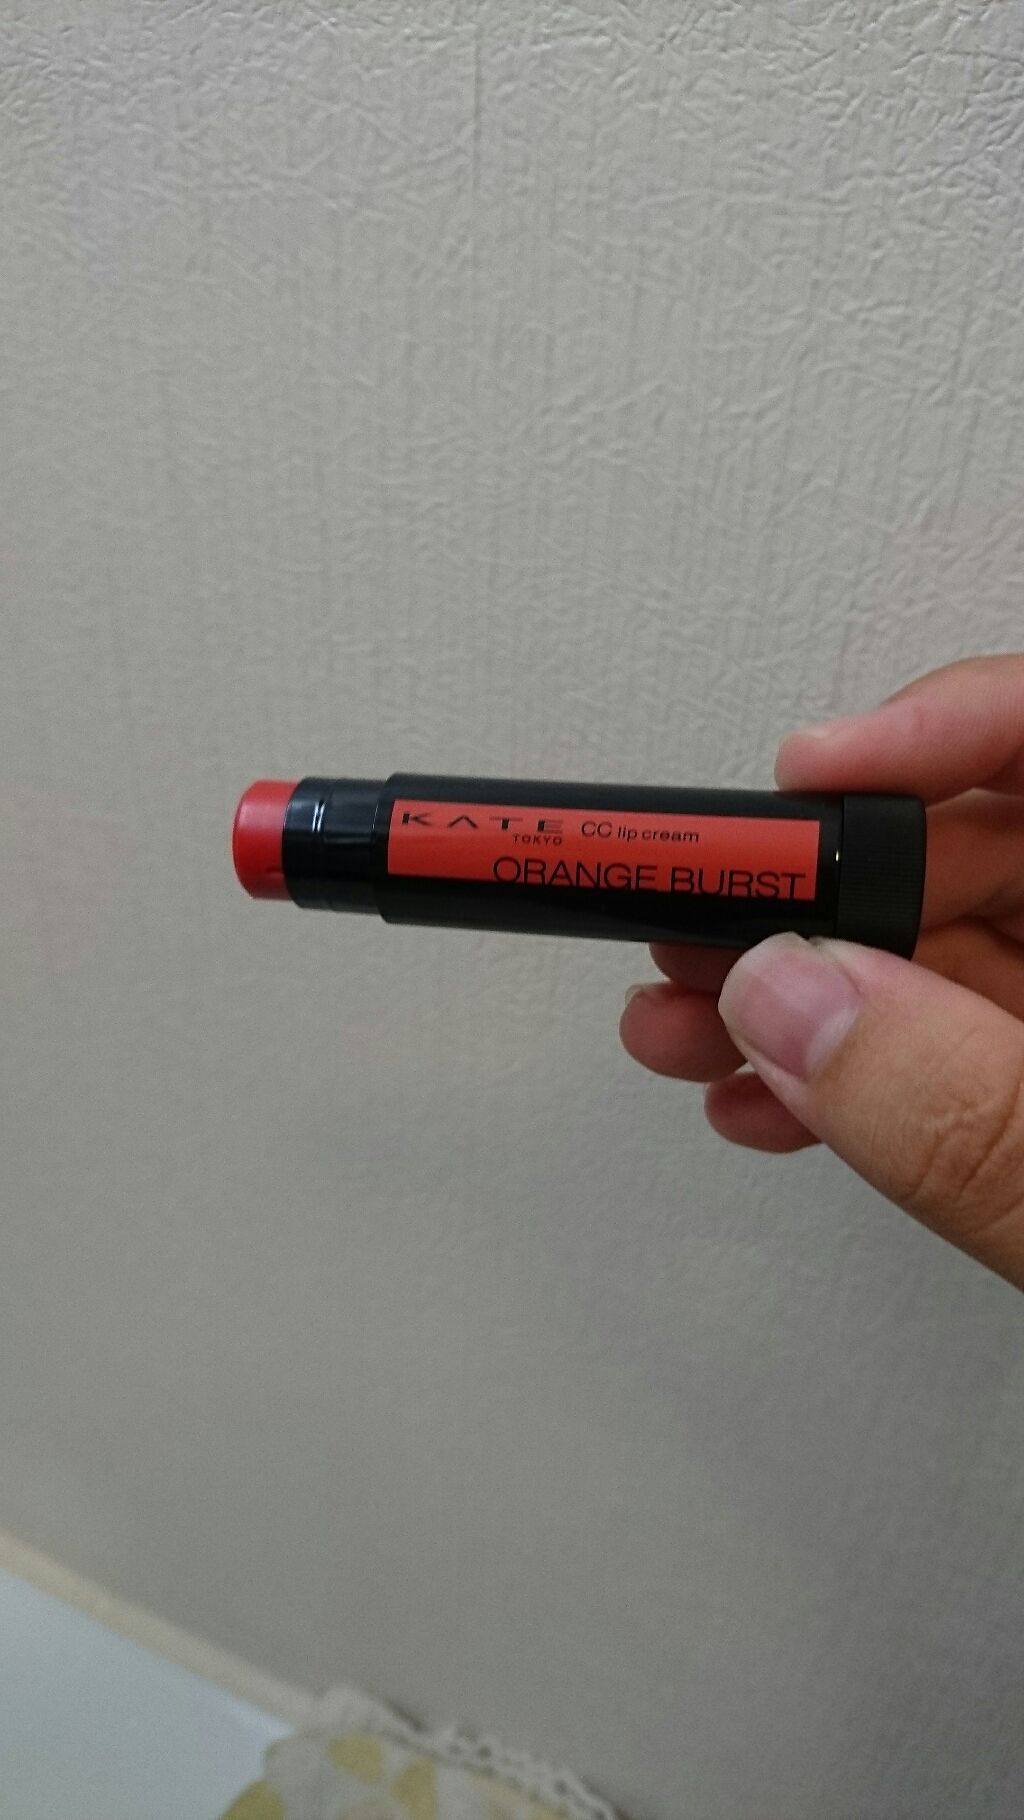 KATE CC lip cream
TOKYO
ORANGE BURST